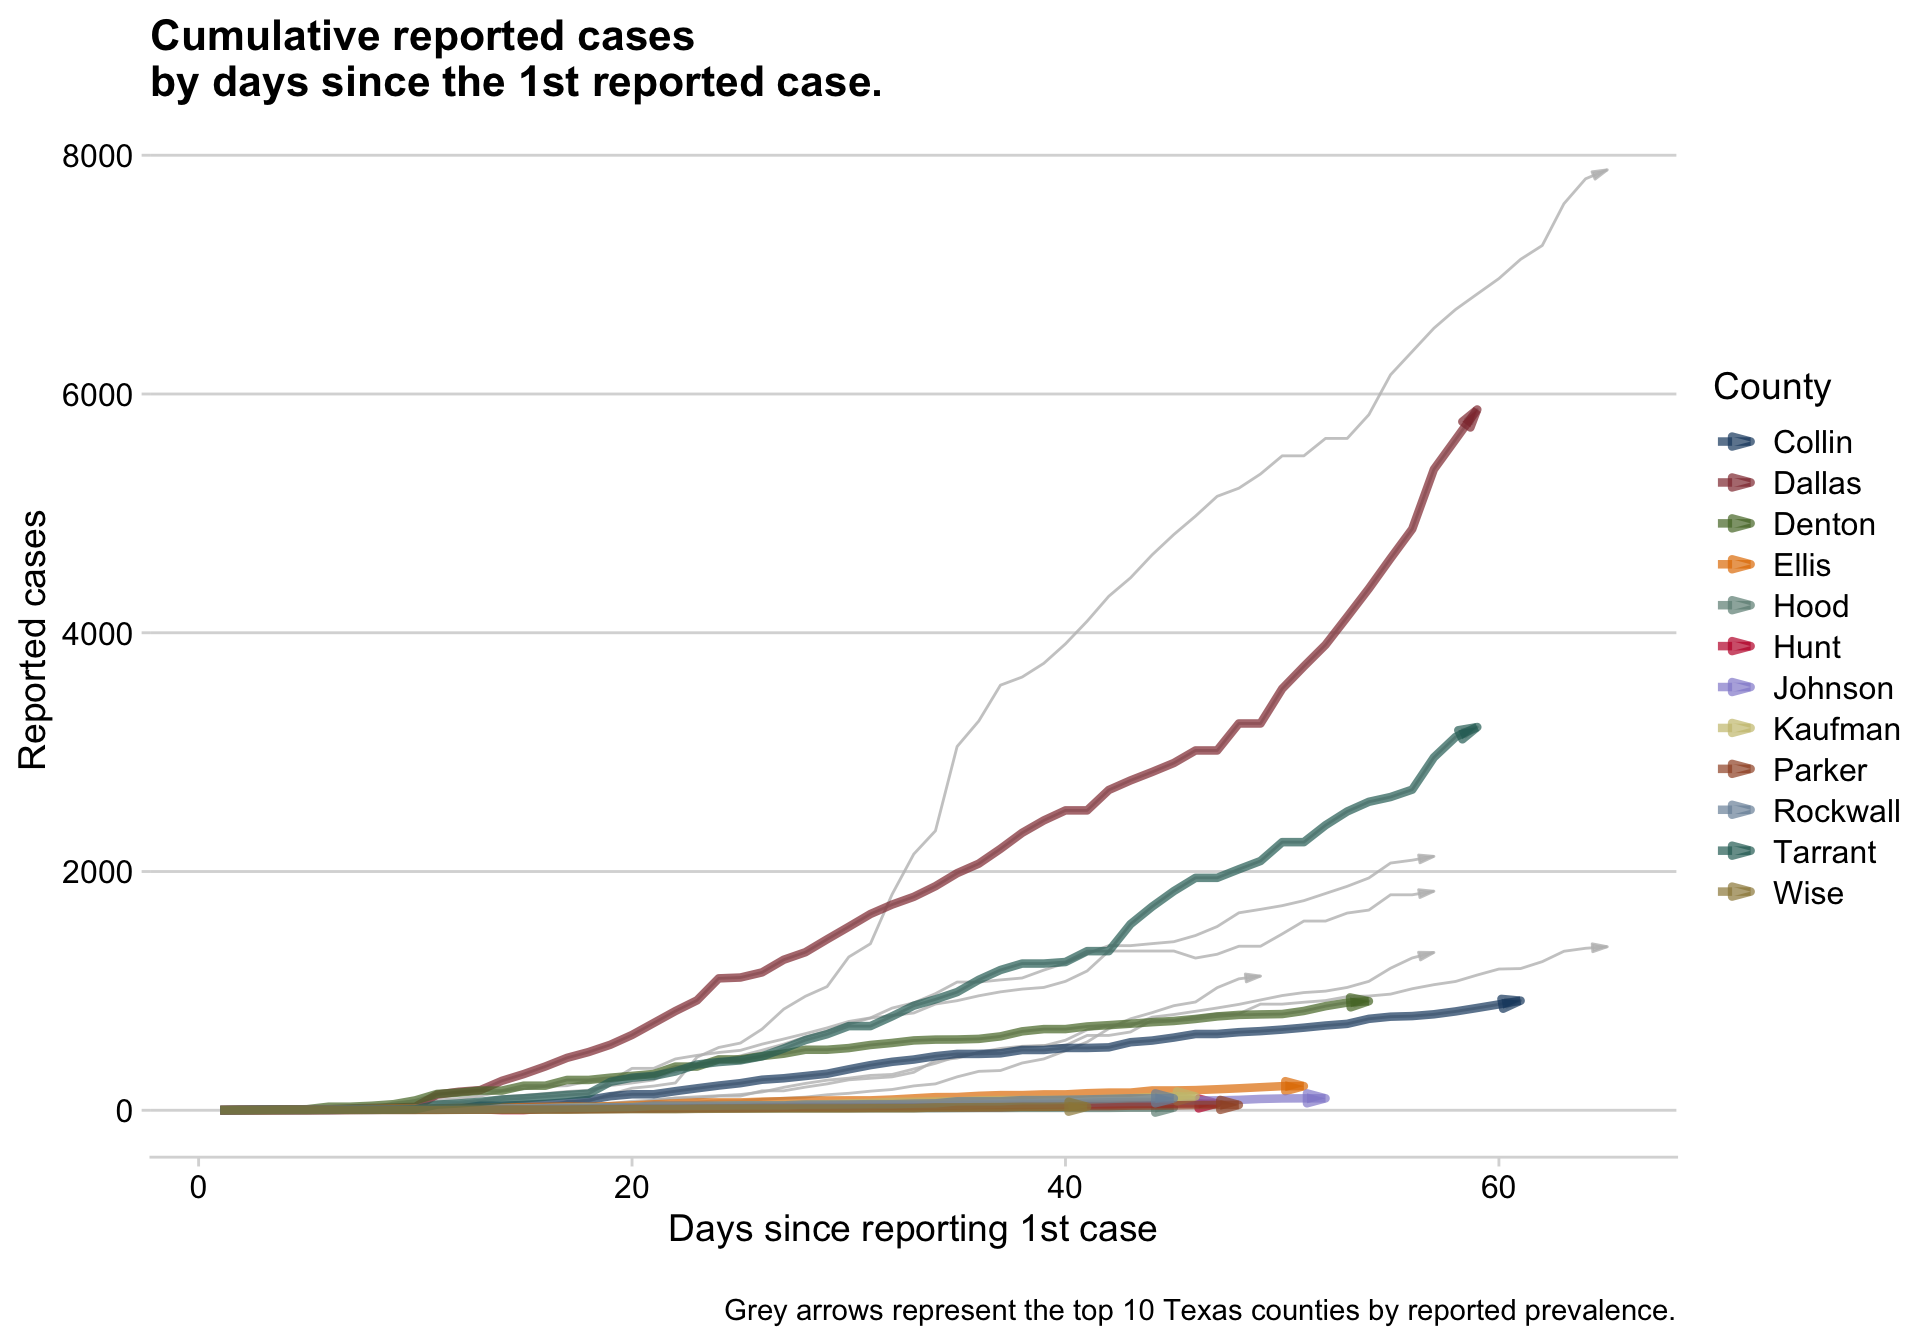 Cumulative reported cases
by days since the 1st reported case.
8000
6000
4000
2000
0
Reported cases
0 20 40 60
Days since reporting 1st case
County
Collin
Dallas
Denton
Ellis
Hood
Hunt
Johnson
Kaufman
Parker
Rockwall
Tarrant
Wise
Grey arrows represent the top 10 Texas counties by reported prevalence.